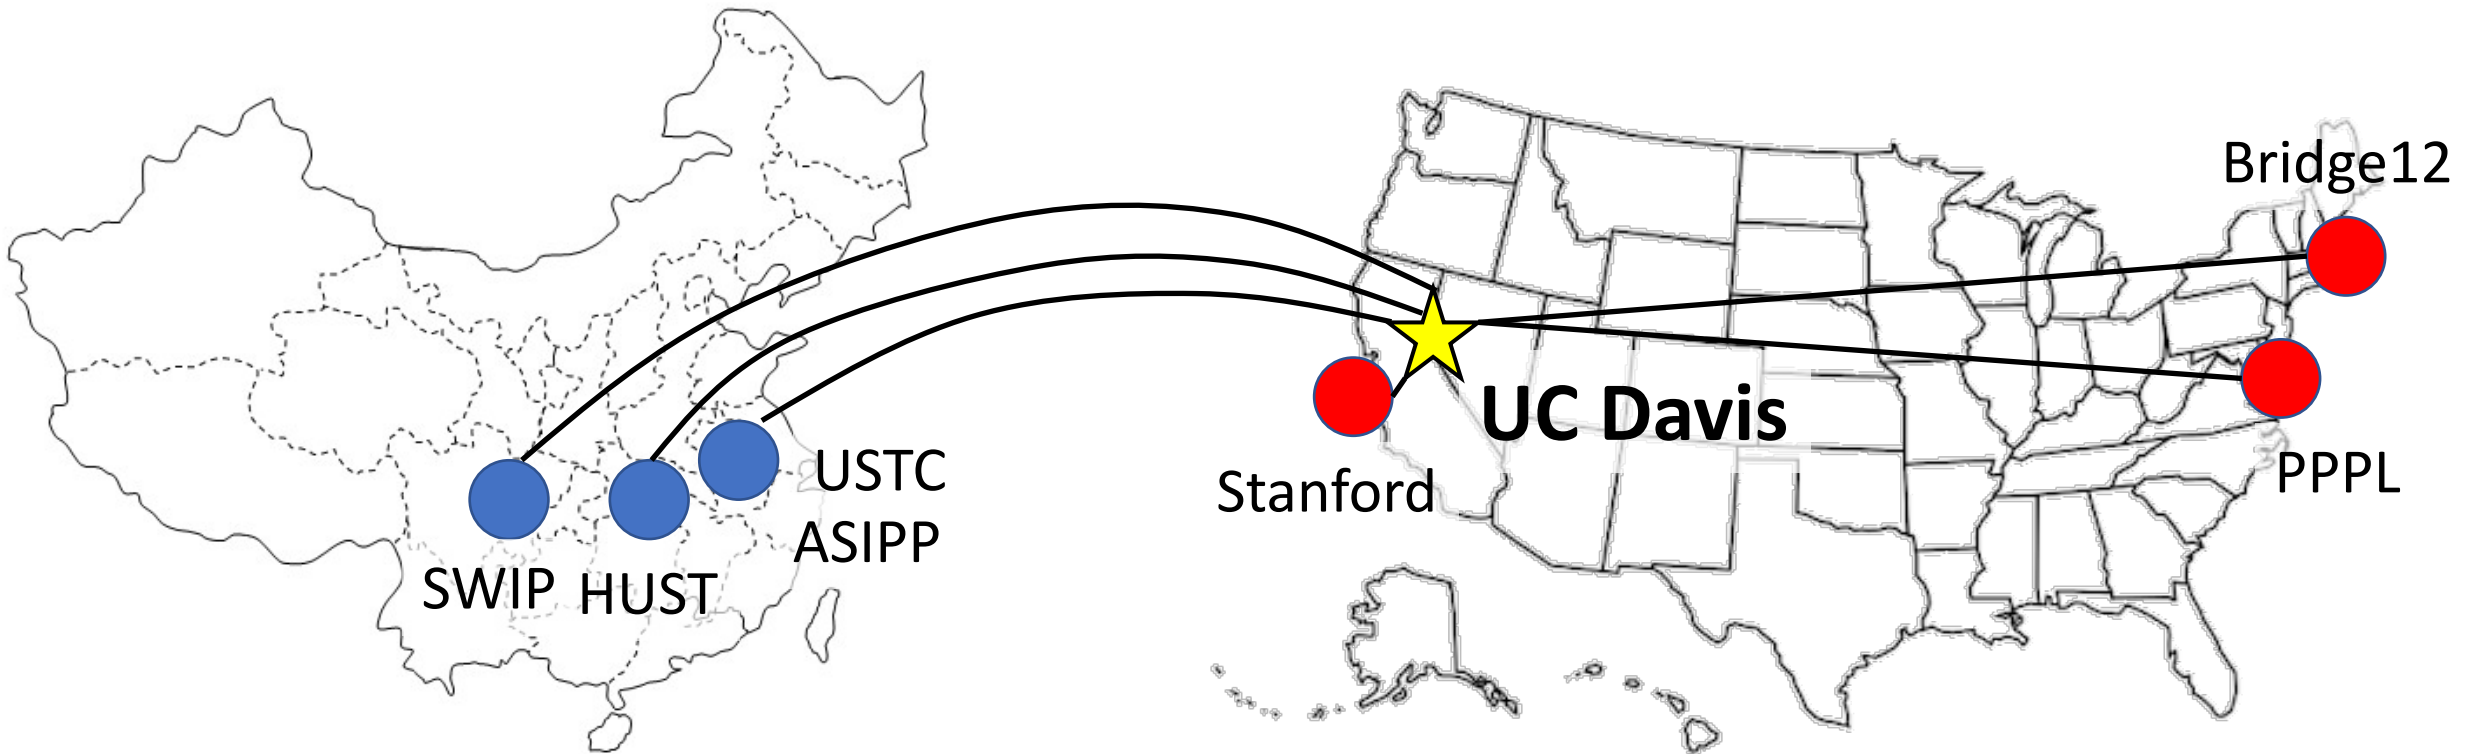 Bridge12
UC Davis
USTC
ASIPP
Stanford
PPPL
SWIP
HUST